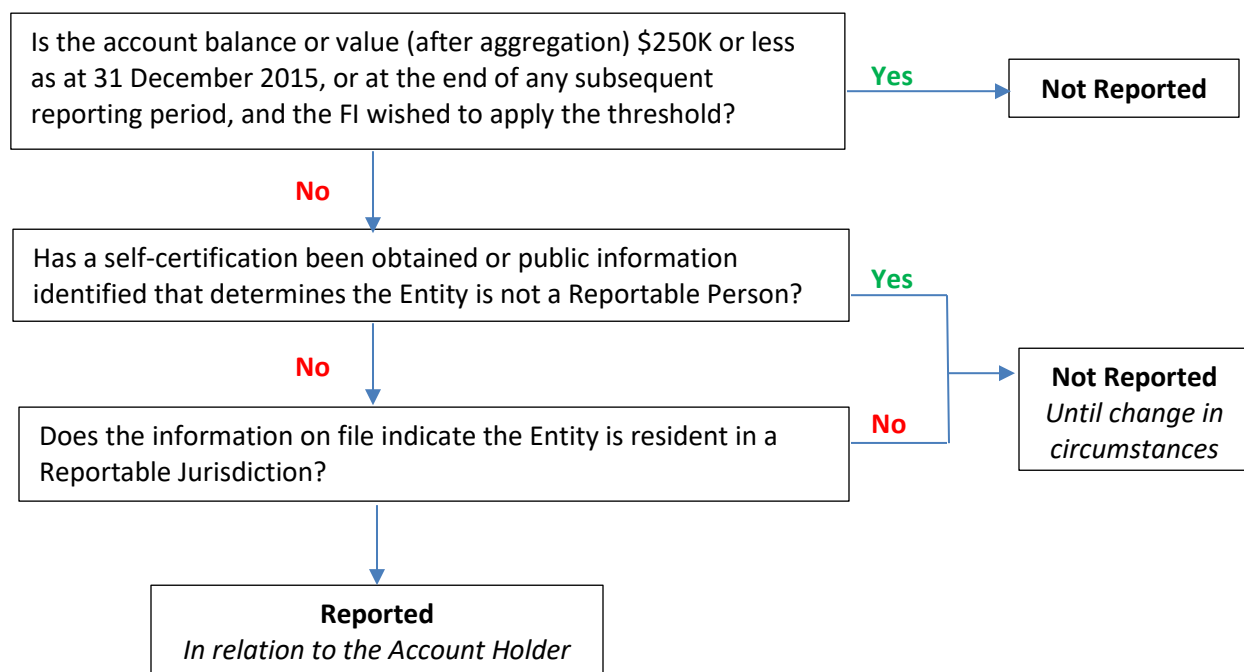 Is the account balance or value (after aggregation) $250K or less
as at 31 December 2015, or at the end of any subsequent
reporting period, and the FI wished to apply the threshold?
Yes
Not Reported
No
Has a self-certification been obtained or public information
identified that determines the Entity is not a Reportable Person?
Yes
No
Not Reported
Until change in
circumstances
Does the information on file indicate the Entity is resident in a
Reportable Jurisdiction?
No
Reported
In relation to the Account Holder